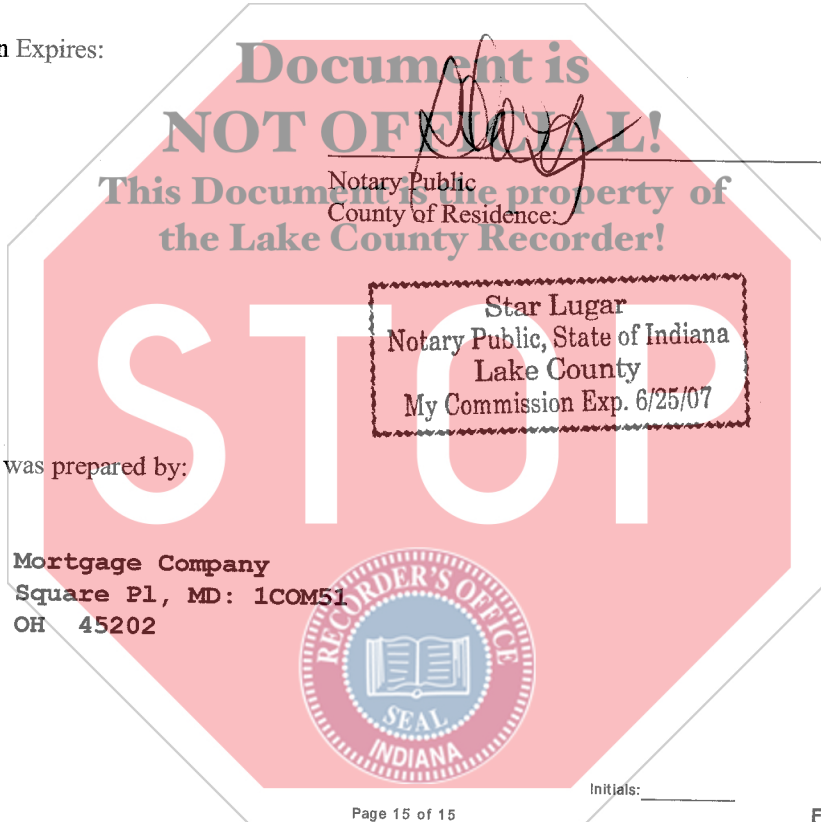 n Expires:
Document is
NOT OFFICIAL!
This Document is the property of
the Lake County Recorder!
Notary Public
County of Residence:
STOP
Star Lugar
Notary Public, State of Indiana
Lake County
My Commission Exp. 6/25/07
was prepared by:
Mortgage Company
Square Pl, MD: 1COM51
OH 45202
RECORDER'S OFFICE
SEAL
INDIANA
Initials:
Page 15 of 15